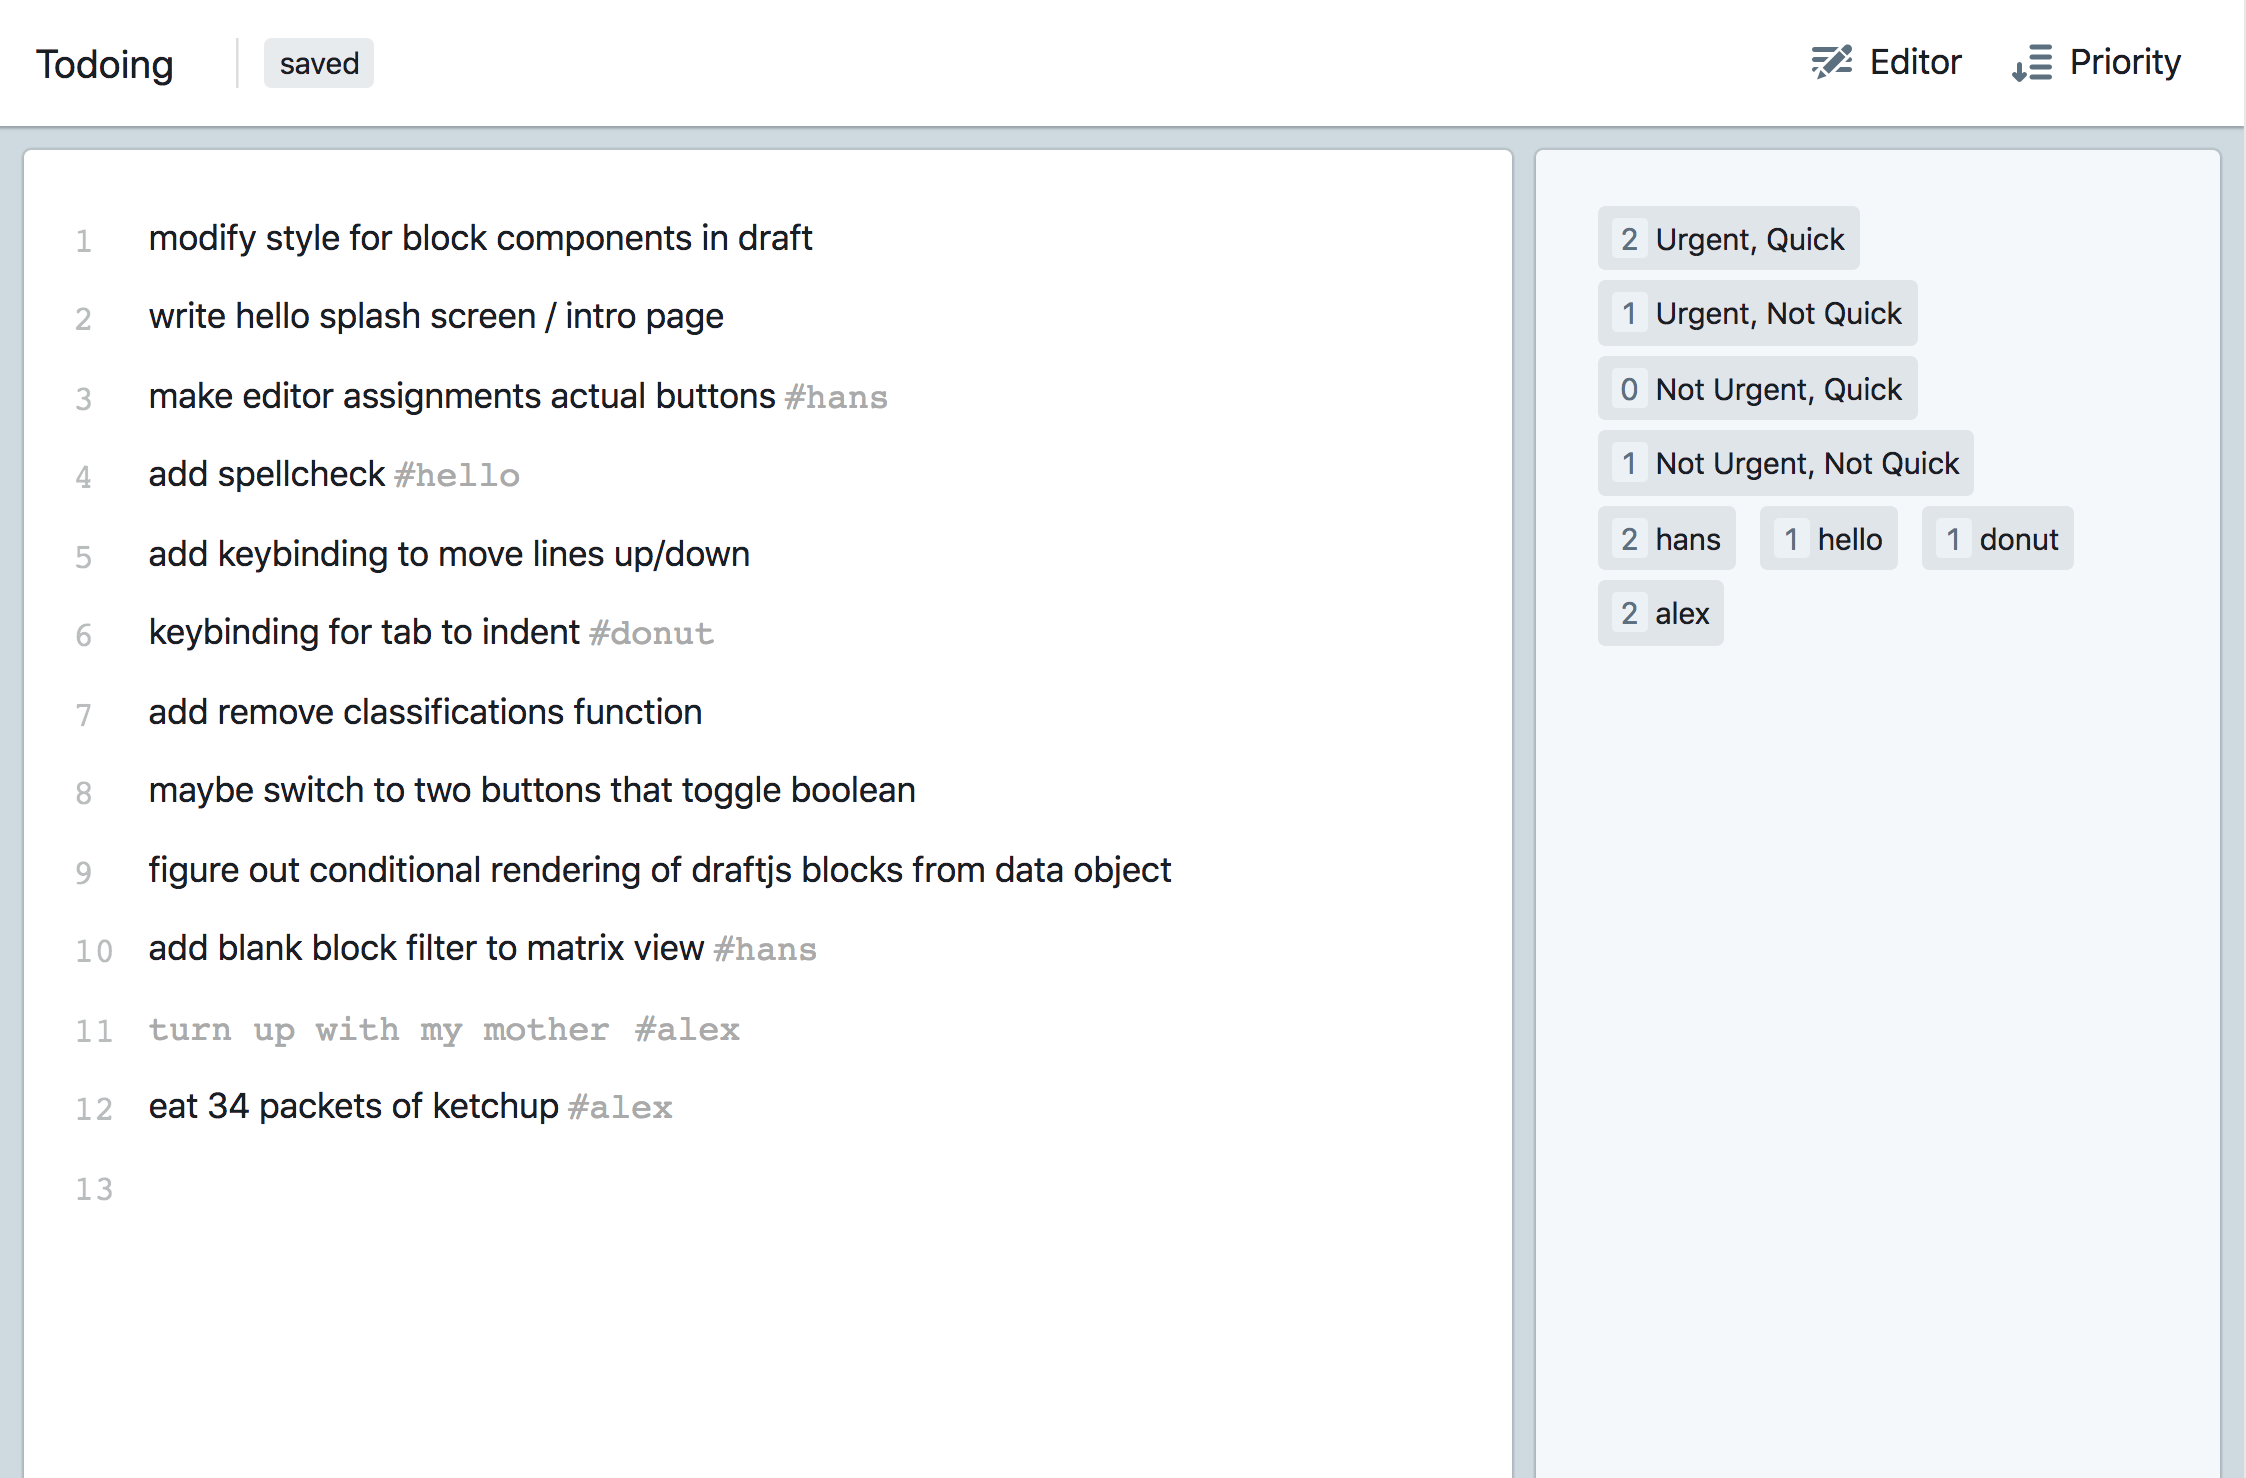 Todoing
saved
Editor
Priority
1 modify style for block components in draft
2 write hello splash screen / intro page
3 make editor assignments actual buttons #hans
4 add spellcheck #hello
5 add keybinding to move lines up/down
6 keybinding for tab to indent #donut
7 add remove classifications function
8 maybe switch to two buttons that toggle boolean
9 figure out conditional rendering of draftjs blocks from data object
10 add blank block filter to matrix view #hans
11 turn up with my mother #alex
12 eat 34 packets of ketchup #alex
13
2 Urgent, Quick
1 Urgent, Not Quick
0 Not Urgent, Quick
1 Not Urgent, Not Quick
2 hans 1 hello 1 donut
2 alex